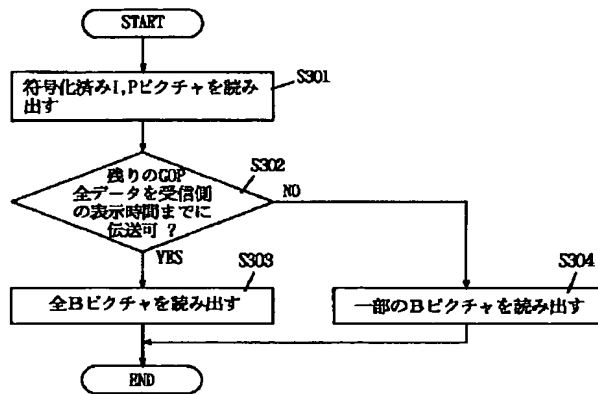 START
符号化済みI,Pピクチャを読み
出す
S301
残りのGOP
全データを受信側
の表示時間までに
伝送可 ?
S302
NO
YES
S303
全Bピクチャを読み出す
S304
一部のBピクチャを読み出す
END